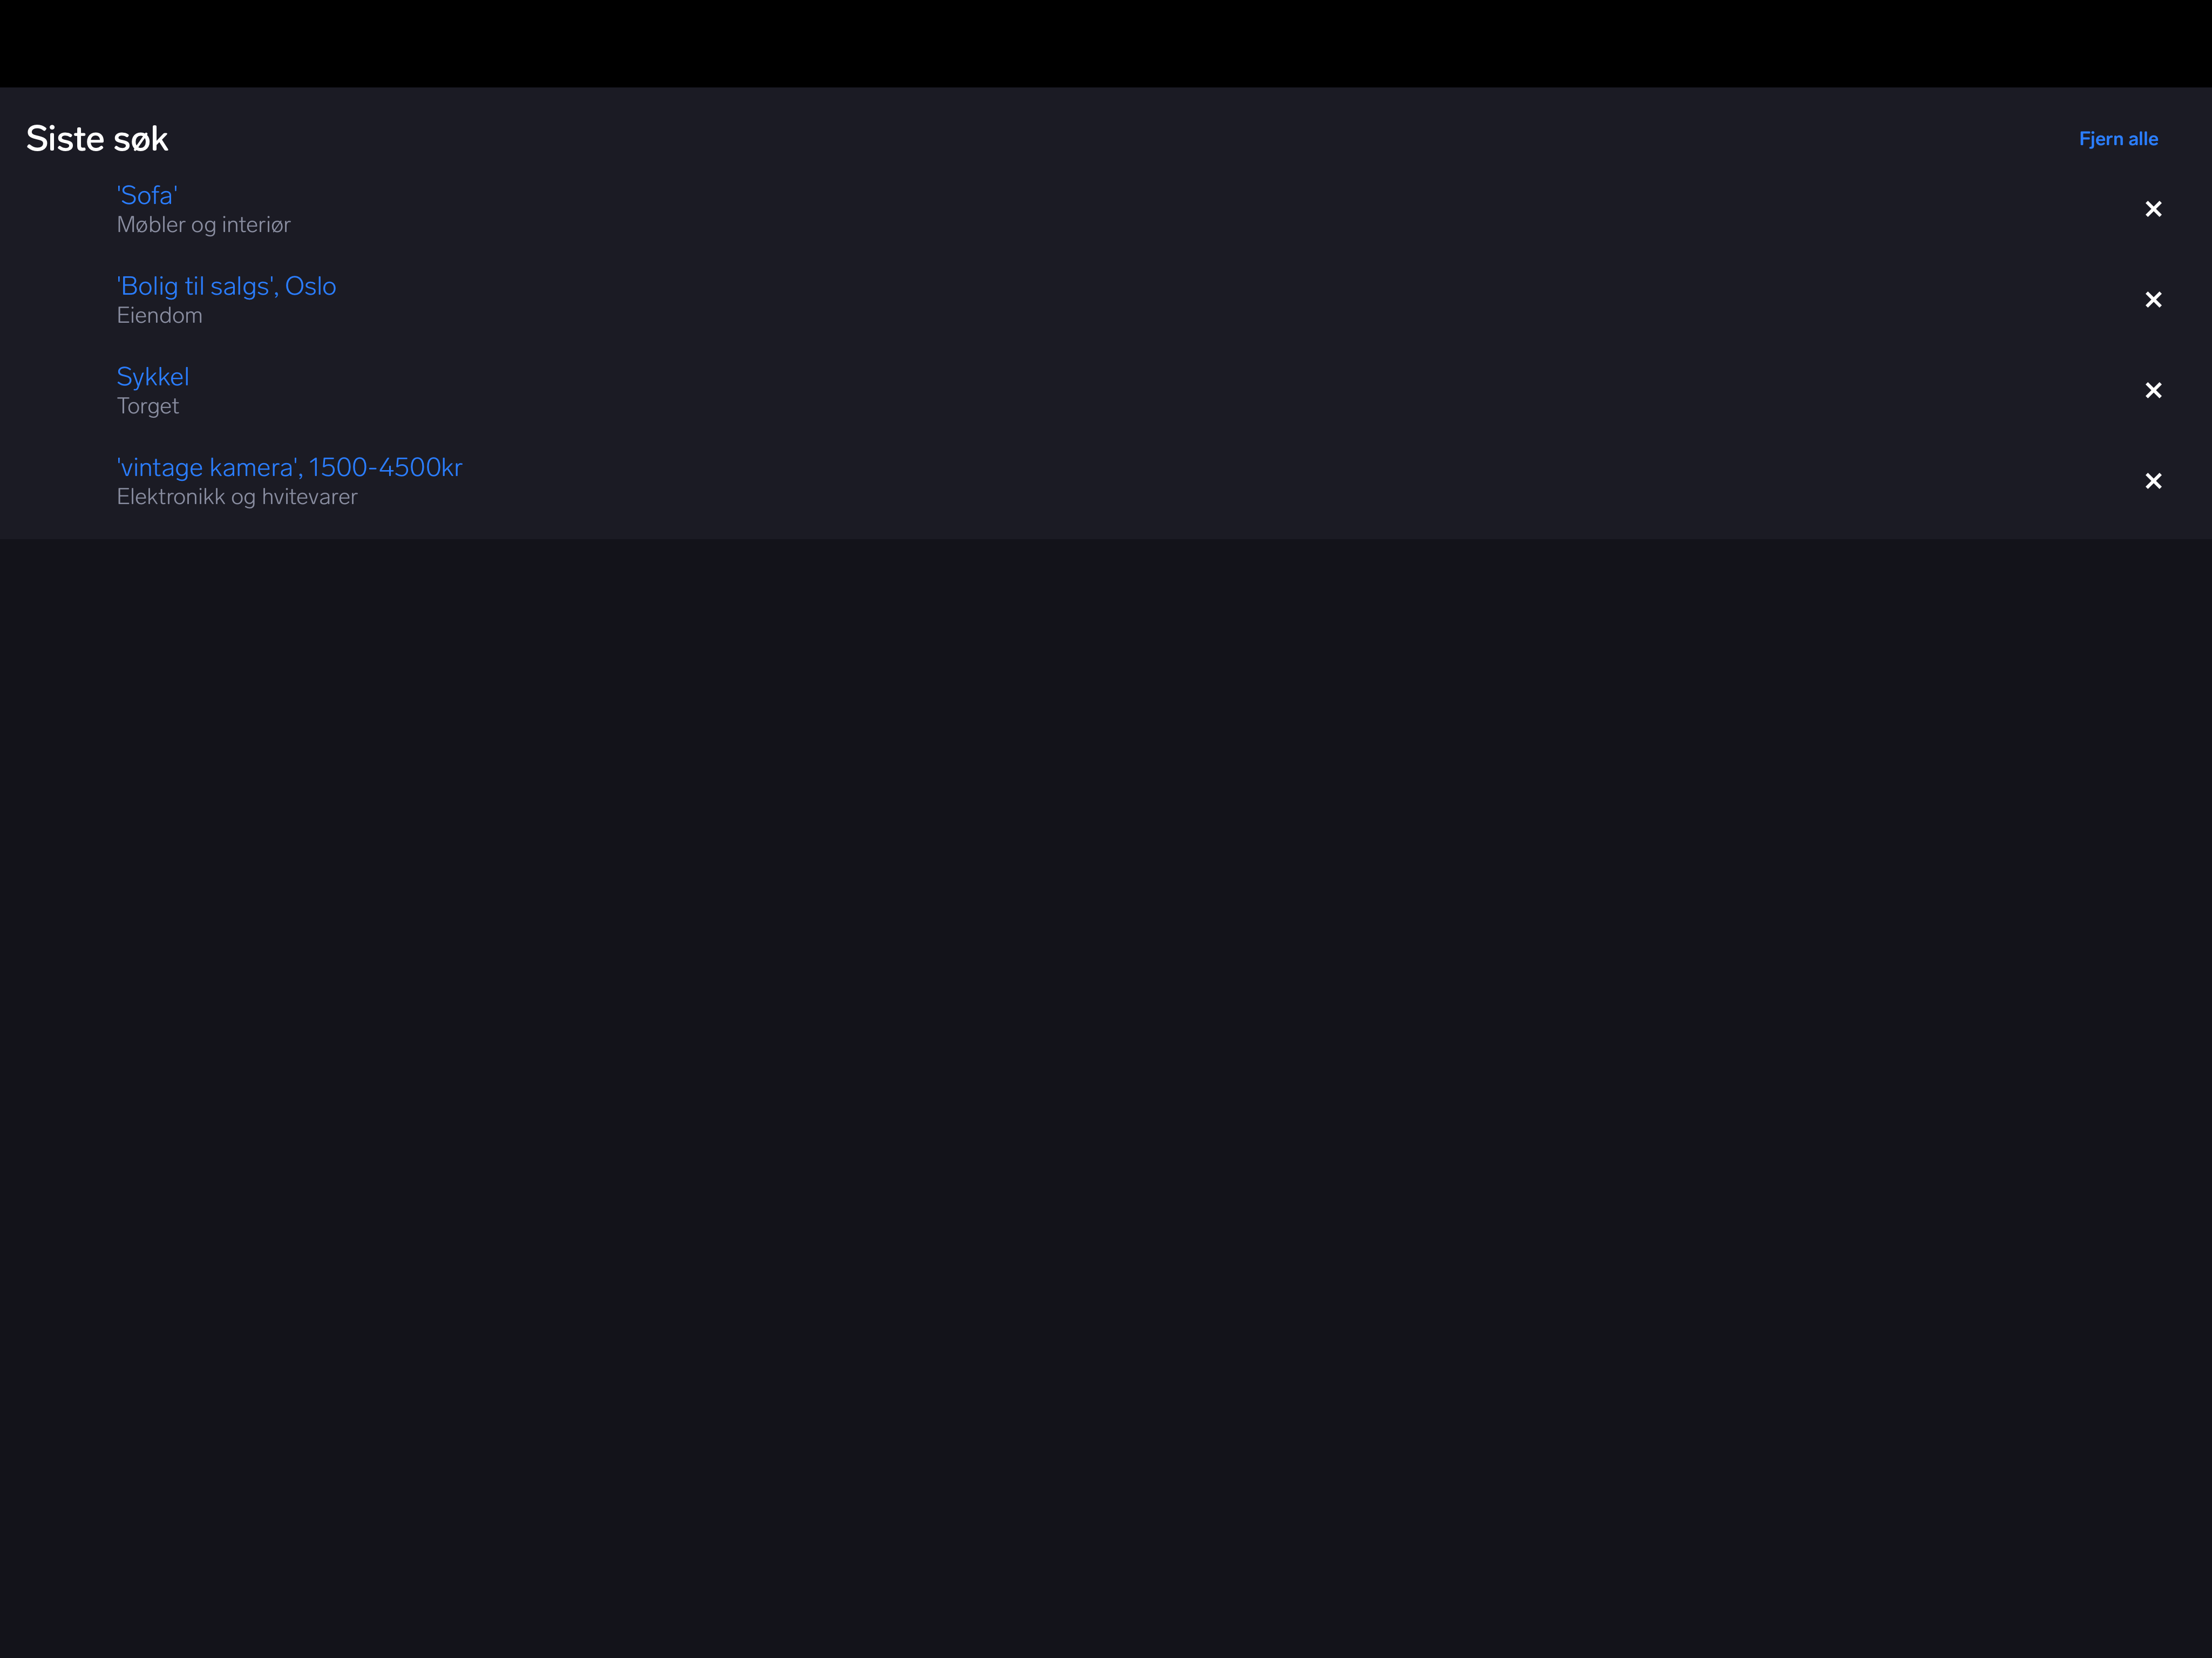 Siste søk
Fjern alle
'Sofa'
Møbler og interiør
'Bolig til salgs', Oslo
Eiendom
Sykkel
Torget
'vintage kamera', 1500-4500kr
Elektronikk og hvitevarer